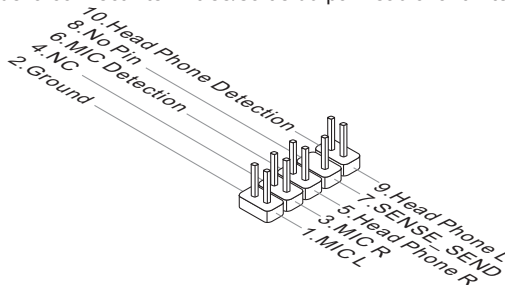 10.Head Phone Detection
8.No Pin
6.MIC Detection
4.NC
2.Ground
9.Head Phone L
7.SENSE_SEND
5.Head Phone R
3.MIC R
1.MIC L